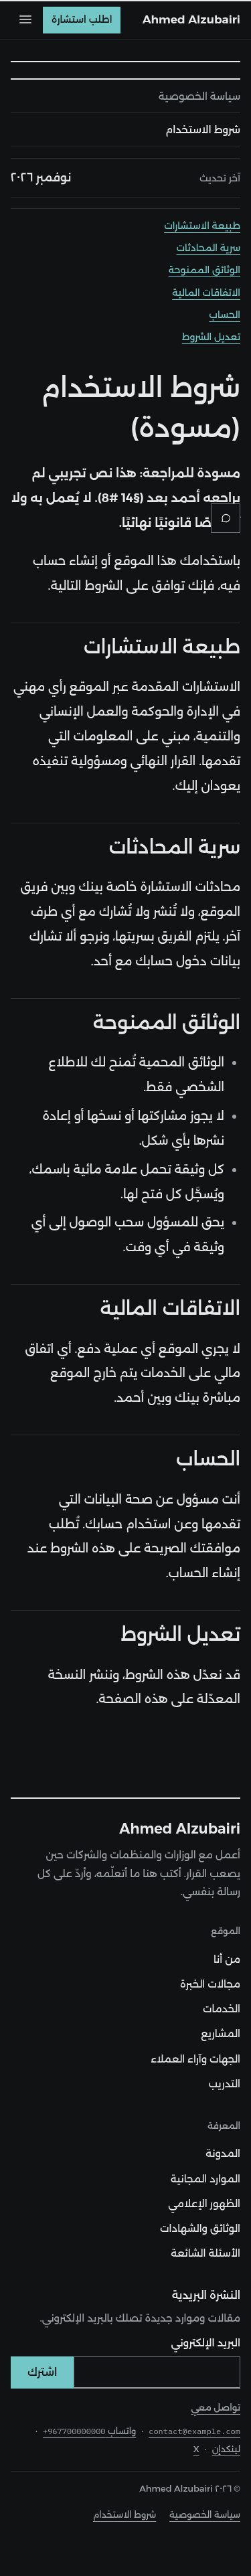 Ahmed Alzubairi
اطلب استشارة
سياسة الخصوصية
شروط الاستخدام
آخر تحديث
نوفمبر ٢٠٢٦
طبيعة الاستشارات
سرية المحادثات
الوثائق الممنوحة
الاتفاقات المالية
الحساب
تعديل الشروط
شروط الاستخدام
(مسودة)
مسودة للمراجعة: هذا نص تجريبي لم
يراجعه أحمد بعد (§14 #8). لا يُعمل به ولا
صًا قانونيًا نهائيًا.
باستخدامك هذا الموقع أو إنشاء حساب
فيه، فإنك توافق على الشروط التالية.
طبيعة الاستشارات
الاستشارات المقدمة عبر الموقع رأي مهني
في الإدارة والحوكمة والعمل الإنساني
والتنمية، مبني على المعلومات التي
تقدمها. القرار النهائي ومسؤولية تنفيذه
يعودان إليك.
سرية المحادثات
محادثات الاستشارة خاصة بينك وبين فريق
الموقع، ولا تُنشر ولا تُشارك مع أي طرف
آخر. يلتزم الفريق بسريتها، ونرجو ألا تشارك
بيانات دخول حسابك مع أحد.
الوثائق الممنوحة
الوثائق المحمية تُمنح لك للاطلاع
الشخصي فقط.
لا يجوز مشاركتها أو نسخها أو إعادة
نشرها بأي شكل.
كل وثيقة تحمل علامة مائية باسمك،
ويُسجَّل كل فتح لها.
يحق للمسؤول سحب الوصول إلى أي
وثيقة في أي وقت.
الاتفاقات المالية
لا يجري الموقع أي عملية دفع. أي اتفاق
مالي على الخدمات يتم خارج الموقع
مباشرة بينك وبين أحمد.
الحساب
أنت مسؤول عن صحة البيانات التي
تقدمها وعن استخدام حسابك. تُطلب
موافقتك الصريحة على هذه الشروط عند
إنشاء الحساب.
تعديل الشروط
قد نعدّل هذه الشروط، وننشر النسخة
المعدّلة على هذه الصفحة.
Ahmed Alzubairi
أعمل مع الوزارات والمنظمات والشركات حين
يصعب القرار. أكتب هنا ما أتعلّمه، وأردّ على كل
رسالة بنفسي.
الموقع
من أنا
مجالات الخبرة
الخدمات
المشاريع
الجهات وآراء العملاء
التدريب
المعرفة
المدونة
الموارد المجانية
الظهور الإعلامي
الوثائق والشهادات
الأسئلة الشائعة
النشرة البريدية
مقالات وموارد جديدة تصلك بالبريد الإلكتروني.
البريد الإلكتروني
اشترك
تواصل معي
contact@example.com · واتساب +967700000000 ·
لينكدإن · X
© ٢٠٢٦ Ahmed Alzubairi
سياسة الخصوصية
شروط الاستخدام